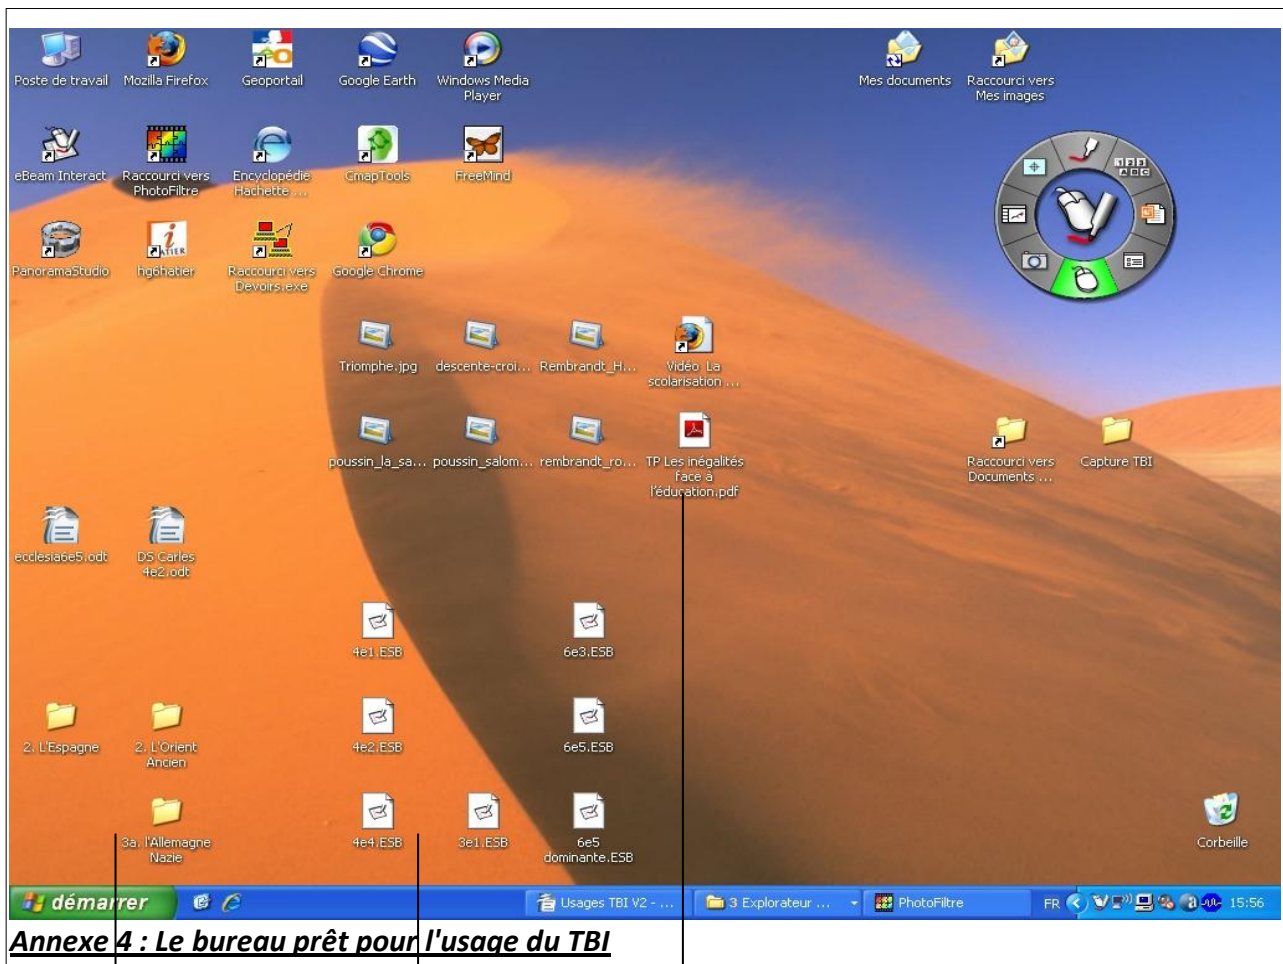 Poste de travail
Mozilla Firefox
Geoportail
Google Earth
Windows Media
Player
Mes documents
Raccourci vers
Mes images
eBeam Interact
Raccourci vers
PhotoFiltre
Encyclopédie
Hachette ...
CmapTools
FreeMind
PanoramaStudio
hg6hatier
Raccourci vers
Devoirs.exe
Google Chrome
Triomphe.jpg
descente-croi...
Rembrandt_H...
Vidéo La
scolarisation ...
poussin_la_sa...
poussin_salom...
rembrandt_ro...
TP Les inégalités
face à
l'éducation.pdf
Raccourci vers
Documents ...
Capture TBI
ecclesia6e5.odt
DS Carles
4e2.odt
4e1.ESB
6e3.ESB
2. L'Espagne
2. L'Orient
Ancien
4e2.ESB
6e5.ESB
3a. l'Allemagne
Nazie
4e4.ESB
3e1.ESB
6e5
dominante.ESB
Corbeille
démarrer
Usages TBI V2 - ...
3 Explorateur ...
PhotoFiltre
FR
15:56
Annexe 4 : Le bureau prêt pour l'usage du TBI